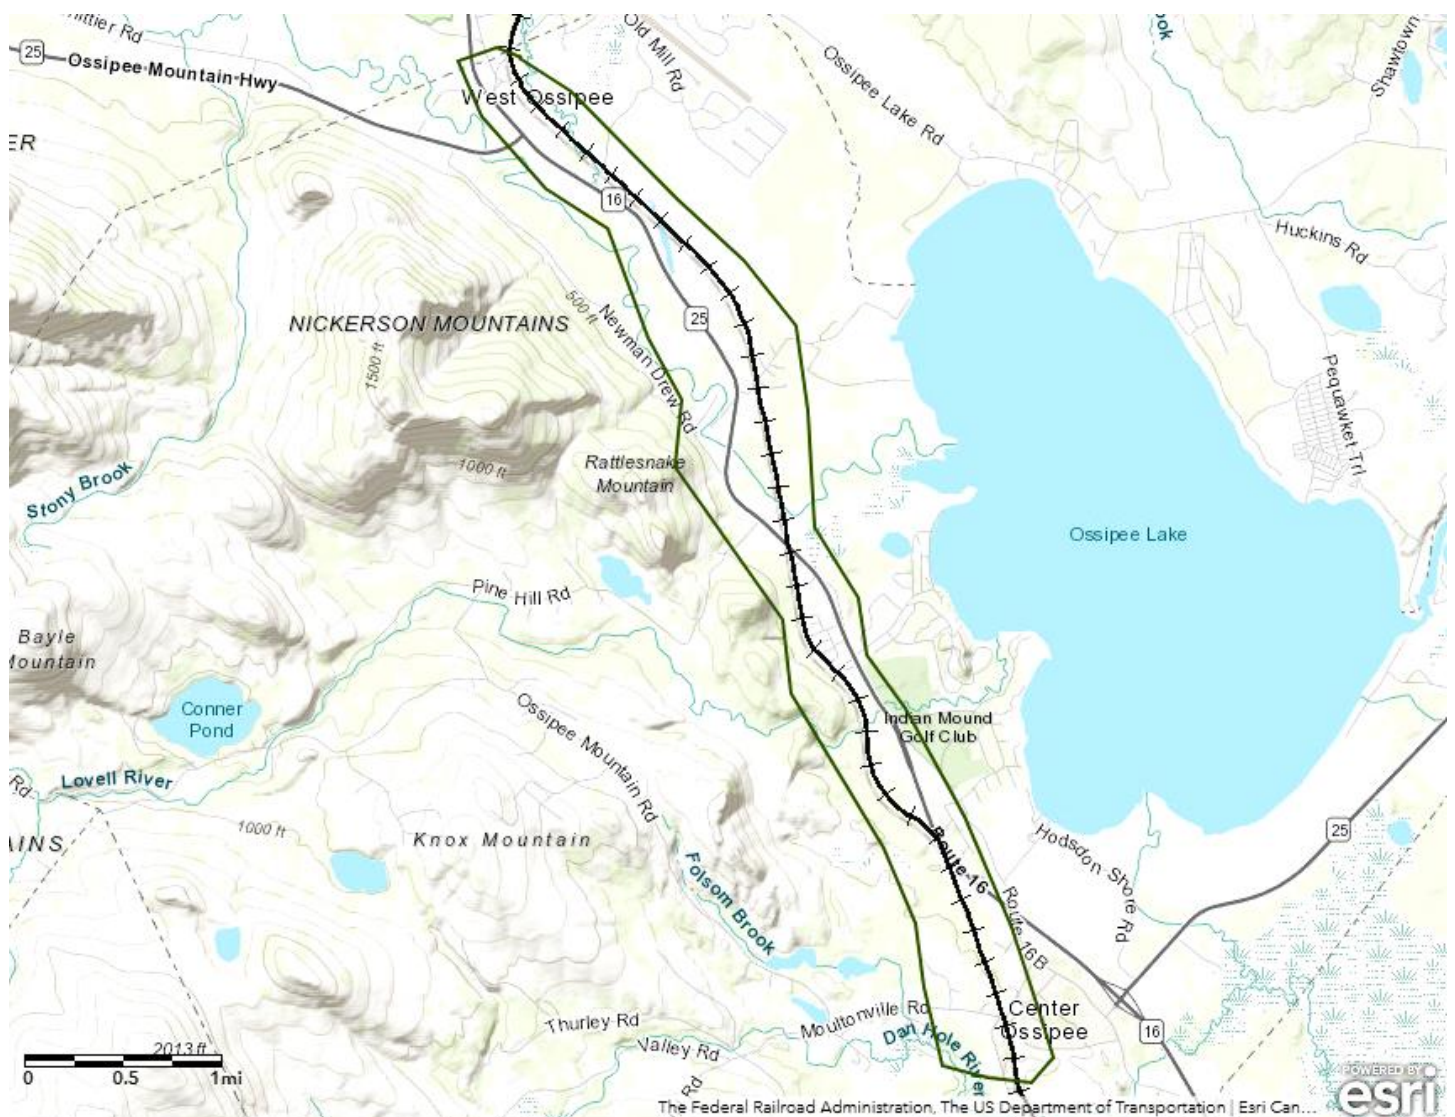 Old Mill Rd
25
Ossipee Mountain Hwy
West Ossipee
Ossipee Lake Rd
Shawtown
16
Huckins Rd
500 ft
Newman Drew Rd
25
NICKERSON MOUNTAINS
1500 ft
Pequawket Trl
1000 ft
Rattlesnake
Mountain
Stony Brook
Ossipee Lake
Pine Hill Rd
Bayle
Mountain
Conner
Pond
Ossipee Mountain Rd
Indian Mound
Golf Club
Rd
Lovell River
1000 ft
Knox Mountain
AINS
Route 16
Hodsdon Shore Rd
25
Folsom Brook
Route 16B
Center
Ossipee
Moultonville Rd
Dan Hole River
16
Thurley Rd
Valley Rd
Rd
2013 ft
0 0.5 1mi
POWERED BY
esri
The Federal Railroad Administration, The US Department of Transportation | Esri Can...